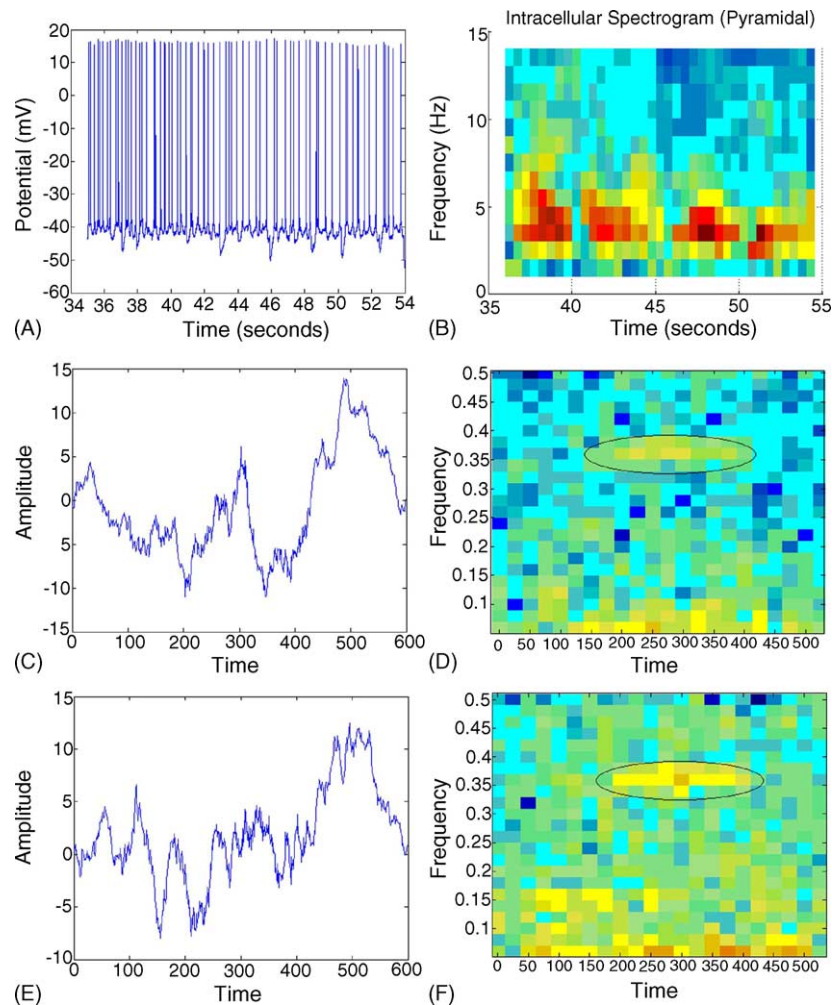 20
10
0
-10
-20
-30
-40
-50
-60
Potential (mV)
34 36 38 40 42 44 46 48 50 52 54
(A) Time (seconds)
Intracellular Spectrogram (Pyramidal)
15
10
5
0
Frequency (Hz)
35 40 45 50 55
(B) Time (seconds)
15
10
5
0
5
-10
-15
Amplitude
0 100 200 300 400 500 600
(C) Time
0.5
0.45
0.4
0.35
0.3
0.25
0.2
0.15
0.1
Frequency
0 50 100 150 200 250 300 350 400 450 500
(D) Time
15
10
5
0
-5
-10
Amplitude
0 100 200 300 400 500 600
(E) Time
0.5
0.45
0.4
0.35
0.3
0.25
0.2
0.15
0.1
Frequency
0 50 100 150 200 250 300 350 400 450 500
(F) Time